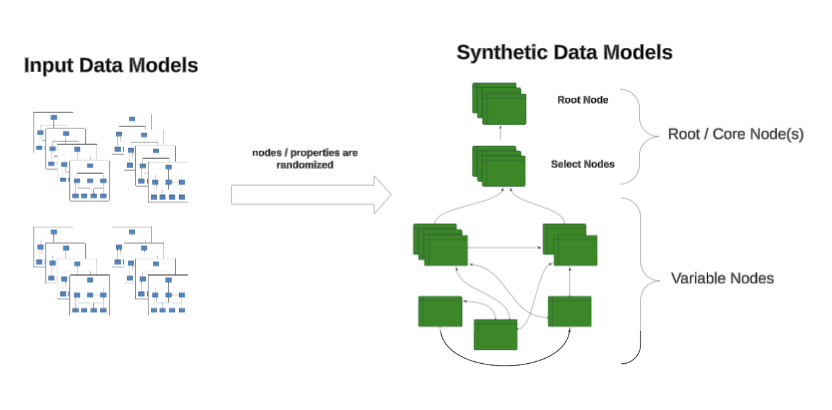 Synthetic Data Models
Input Data Models
Root Node
Root / Core Node(s)
nodes / properties are
randomized
Select Nodes
Variable Nodes